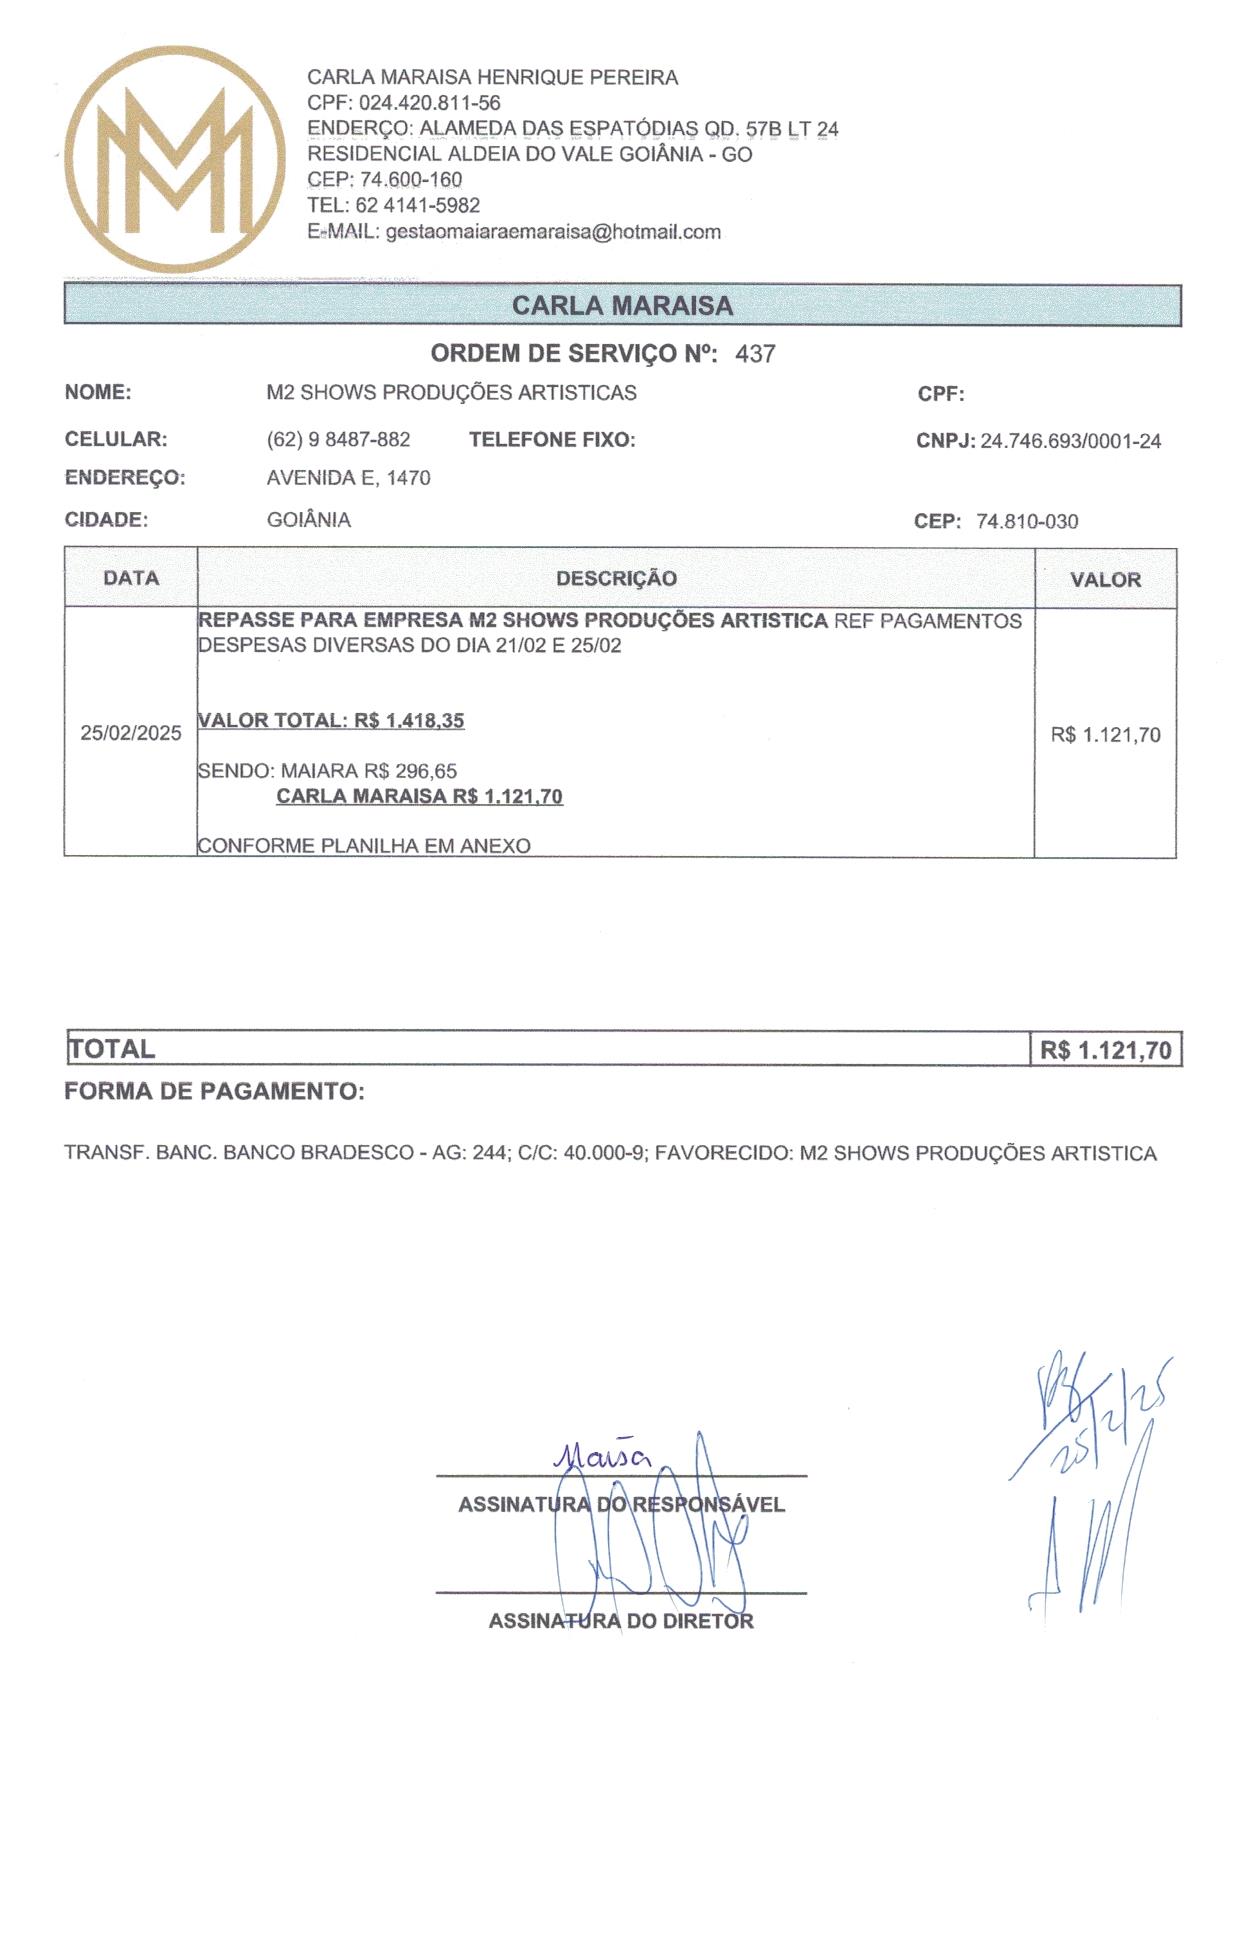 CARLA MARAISA HENRIQUE PEREIRA
CPF: 024.420.811-56
ENDERÇO: ALAMEDA DAS ESPATÓDIAS QD. 57B LT 24
RESIDENCIAL ALDEIA DO VALE GOIÂNIA - GO
CEP: 74.600-160
TEL: 62 4141-5982
E-MAIL: gestaomaiaraemaraisa@hotmail.com
CARLA MARAISA
ORDEM DE SERVIÇO Nº: 437
NOME: M2 SHOWS PRODUÇÕES ARTISTICAS CPF:
CELULAR: (62) 9 8487-882 TELEFONE FIXO: CNPJ: 24.746.693/0001-24
ENDEREÇO: AVENIDA E, 1470
CIDADE: GOIÂNIA CEP: 74.810-030
DATA DESCRIÇÃO VALOR
REPASSE PARA EMPRESA M2 SHOWS PRODUÇÕES ARTISTICA REF PAGAMENTOS
DESPESAS DIVERSAS DO DIA 21/02 E 25/02
VALOR TOTAL: R$ 1.418,35
25/02/2025 R$ 1.121,70
SENDO: MAIARA R$ 296,65
CARLA MARAISA R$ 1.121,70
CONFORME PLANILHA EM ANEXO
TOTAL R$ 1.121,70
FORMA DE PAGAMENTO:
TRANSF. BANC. BANCO BRADESCO - AG: 244; C/C: 40.000-9; FAVORECIDO: M2 SHOWS PRODUÇÕES ARTISTICA
25/2/25
ASSINATURA DO RESPONSÁVEL
ASSINATURA DO DIRETOR